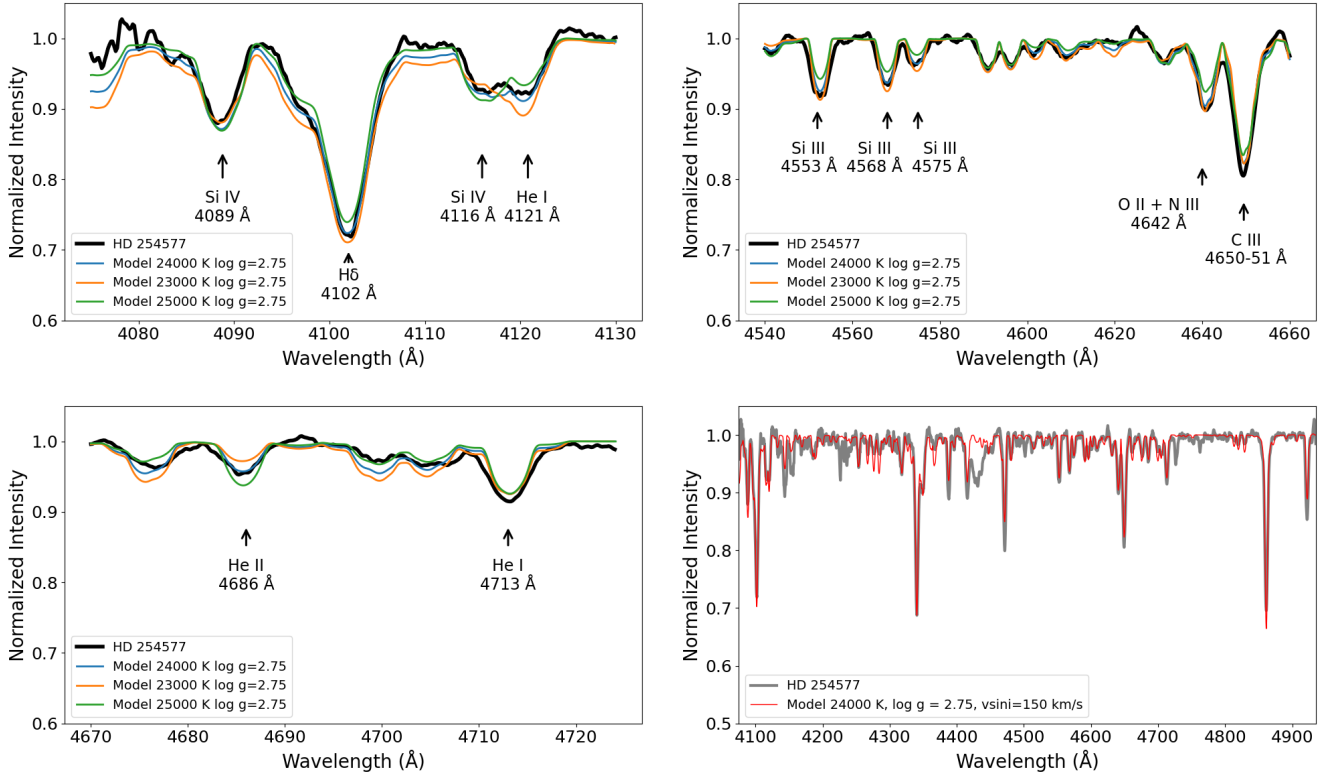 Normalized Intensity
1.0
0.9
0.8
0.7
0.6
Si IV
4089 Å
Hδ
4102 Å
Si IV
4116 Å
He I
4121 Å
HD 254577
Model 24000 K log g=2.75
Model 23000 K log g=2.75
Model 25000 K log g=2.75
4080 4090 4100 4110 4120 4130
Wavelength (Å)
Normalized Intensity
1.0
0.9
0.8
0.7
0.6
Si III
4553 Å
Si III
4568 Å
Si III
4575 Å
O II + N III
4642 Å
C III
4650-51 Å
HD 254577
Model 24000 K log g=2.75
Model 23000 K log g=2.75
Model 25000 K log g=2.75
4540 4560 4580 4600 4620 4640 4660
Wavelength (Å)
Normalized Intensity
1.0
0.9
0.8
0.7
0.6
He II
4686 Å
He I
4713 Å
HD 254577
Model 24000 K log g=2.75
Model 23000 K log g=2.75
Model 25000 K log g=2.75
4670 4680 4690 4700 4710 4720
Wavelength (Å)
Normalized Intensity
1.0
0.9
0.8
0.7
0.6
0.5
HD 254577
Model 24000 K, log g = 2.75, vsini=150 km/s
4100 4200 4300 4400 4500 4600 4700 4800 4900
Wavelength (Å)